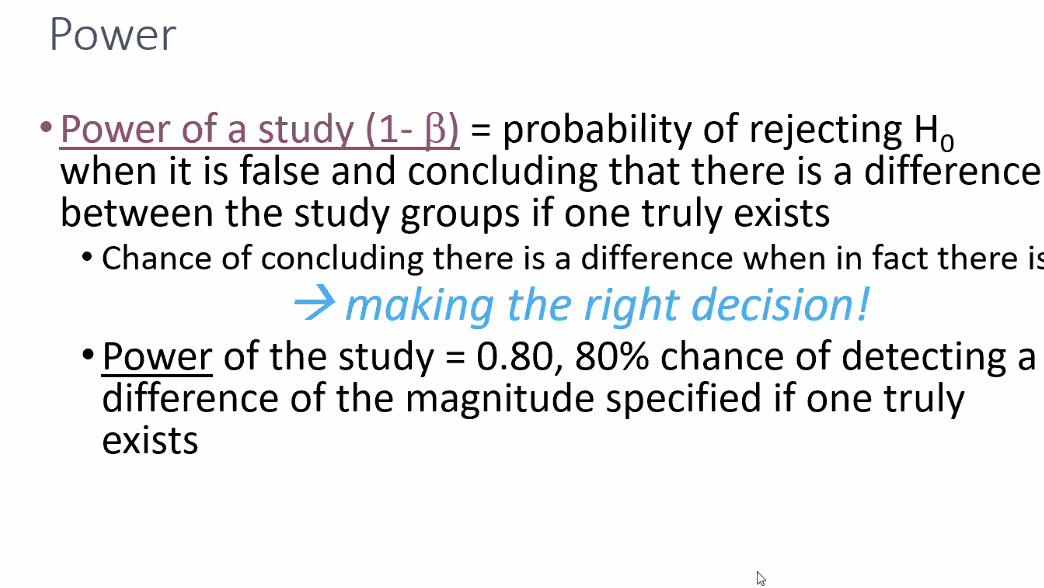 Power
• Power of a study (1- β) = probability of rejecting H₀
when it is false and concluding that there is a difference
between the study groups if one truly exists
• Chance of concluding there is a difference when in fact there is
→ making the right decision!
• Power of the study = 0.80, 80% chance of detecting a
difference of the magnitude specified if one truly
exists